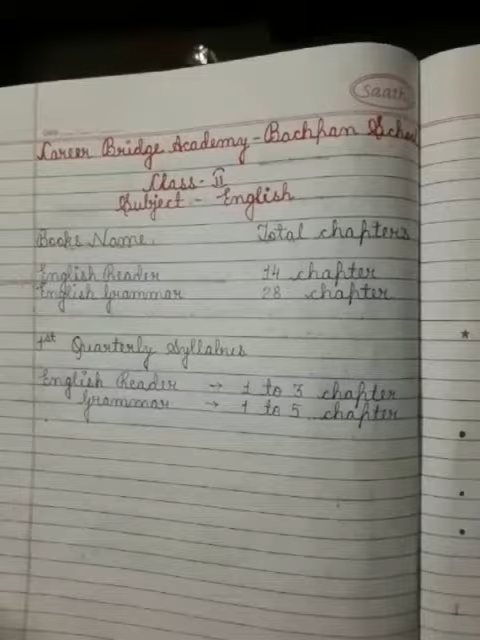 Saath
Date
Career Bridge Academy - Bachpan School
Class - II
Subject - English
Books Name. Total chapters
English Reader 14 chapter
English Grammar 28 chapter
1st Quarterly Syllabus
English Reader → 1 to 3 chapter
Grammar → 1 to 5 chapter